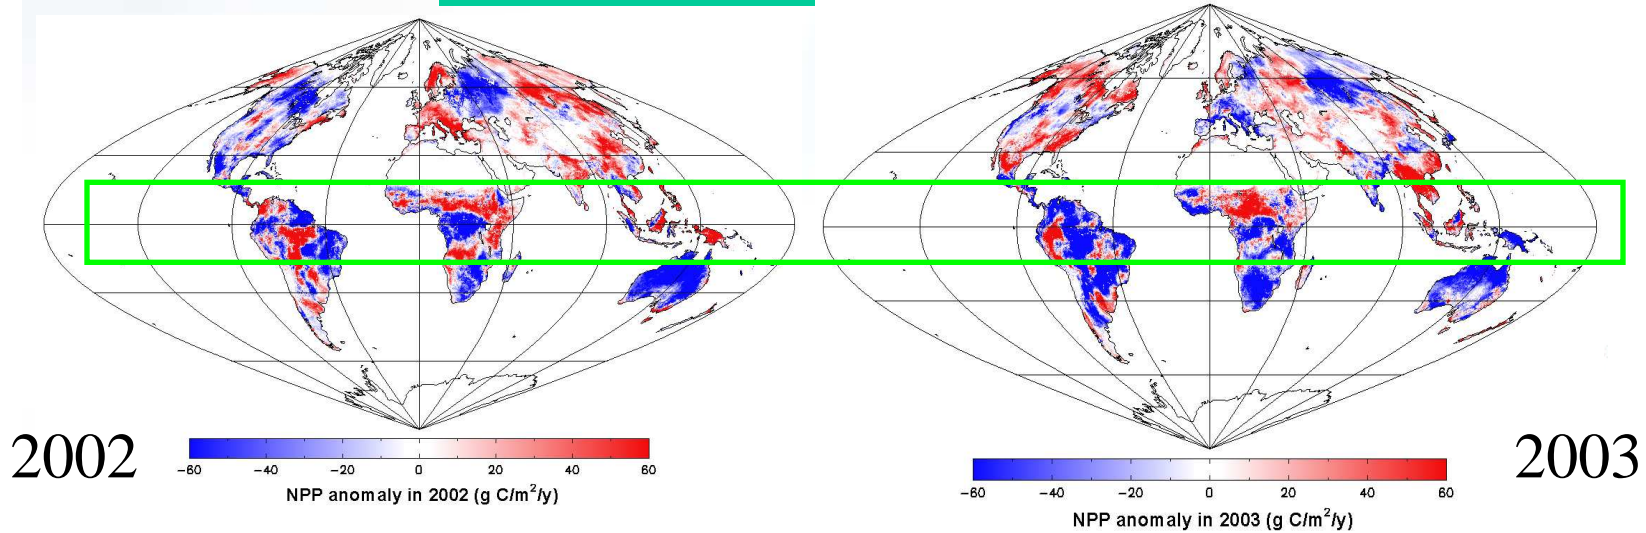 2002
−60 −40 −20 0 20 40 60
NPP anomaly in 2002 (g C/m²/y)
2003
−60 −40 −20 0 20 40 60
NPP anomaly in 2003 (g C/m²/y)